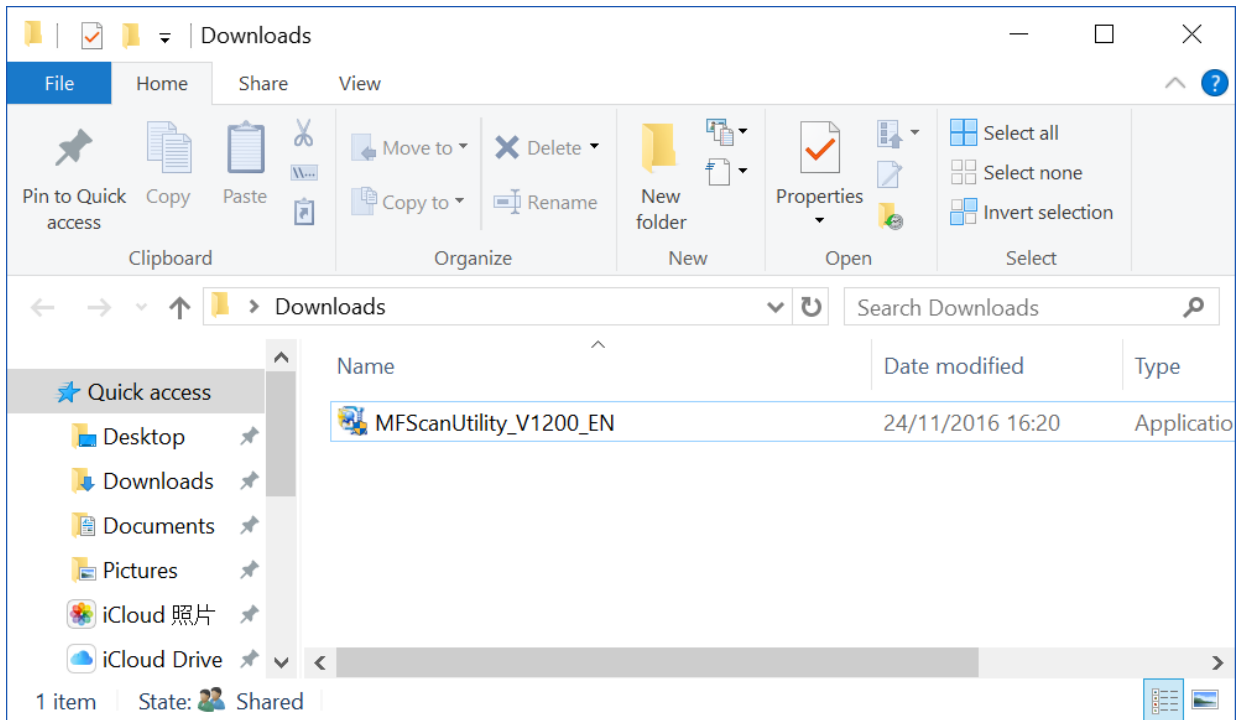 Downloads
File Home Share View
Pin to Quick access
Copy
Paste
Clipboard
Move to
Copy to
Delete
Rename
Organize
New folder
New
Properties
Open
Select all
Select none
Invert selection
Select
Downloads
Search Downloads
Quick access
Desktop
Downloads
Documents
Pictures
iCloud 照片
iCloud Drive
Name Date modified Type
MFScanUtility_V1200_EN 24/11/2016 16:20 Applicatio
1 item State: Shared